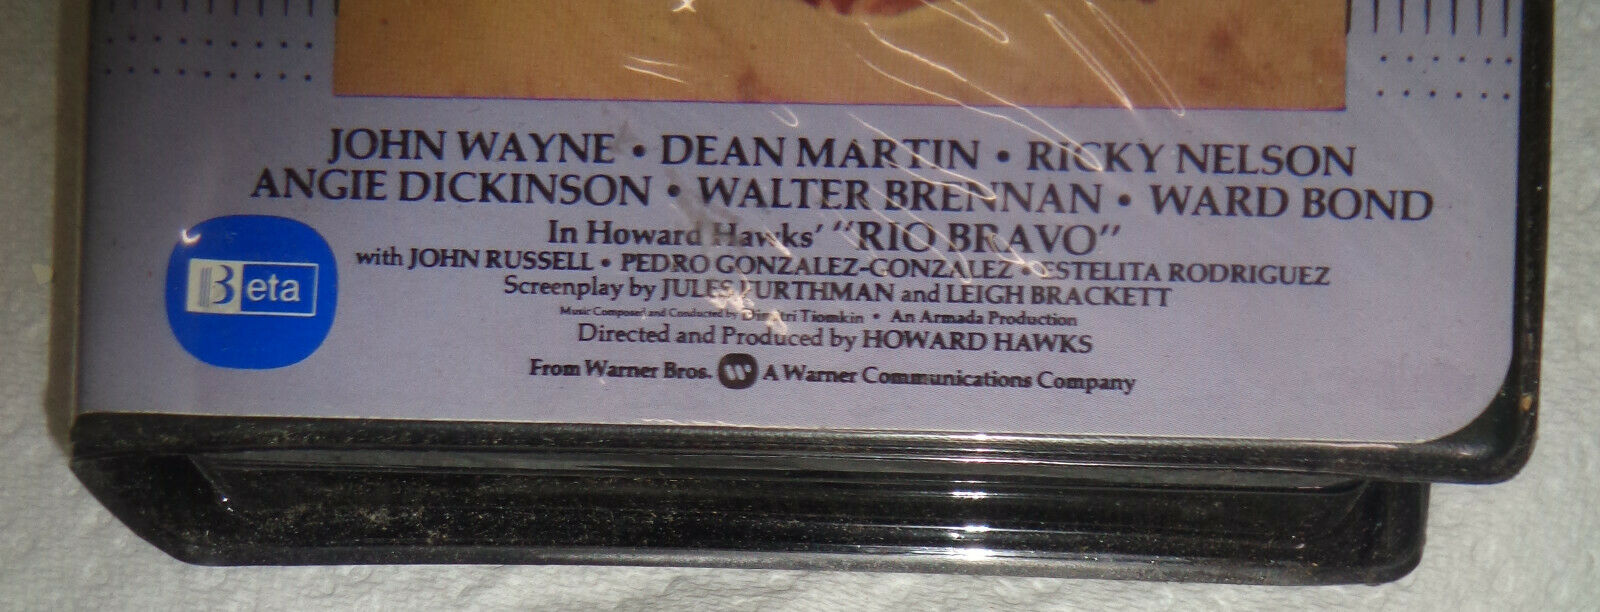 JOHN WAYNE • DEAN MARTIN • RICKY NELSON
ANGIE DICKINSON • WALTER BRENNAN • WARD BOND
In Howard Hawks' "RIO BRAVO"
with JOHN RUSSELL • PEDRO GONZALEZ-GONZALEZ • ESTELITA RODRIGUEZ
Screenplay by JULES FURTHMAN and LEIGH BRACKETT
Music Composed and Conducted by Dimitri Tiomkin • An Armada Production
Directed and Produced by HOWARD HAWKS
From Warner Bros. W A Warner Communications Company
Beta